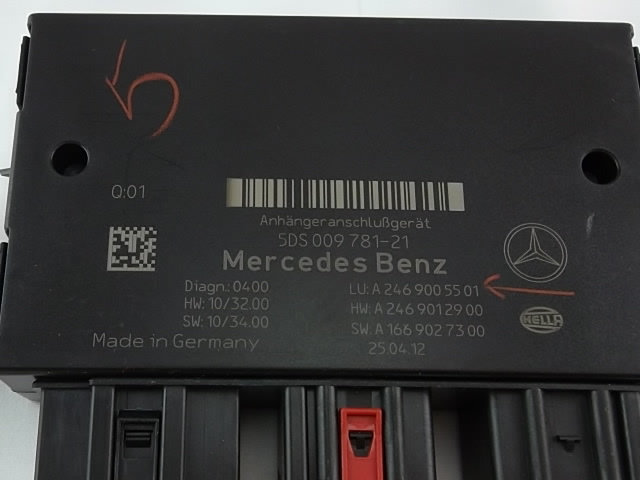 5
Q:01
Anhängeranschlußgerät
5DS 009 781-21
Mercedes Benz
Diagn.: 0400
HW: 10/32.00
SW: 10/34.00
LU: A 246 900 55 01
HW: A 246 901 29 00
SW: A 166 902 73 00
Made in Germany
25.04.12
HELLA